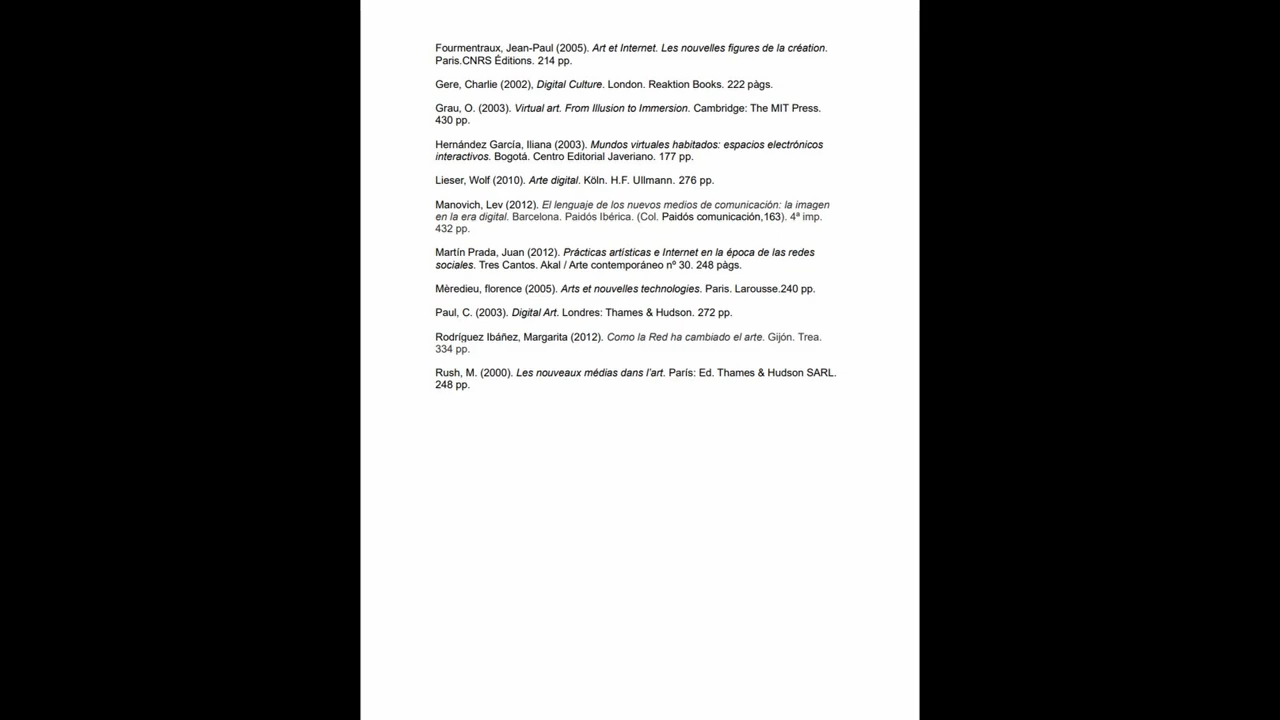 Fourmentraux, Jean-Paul (2005). Art et Internet. Les nouvelles figures de la création.
Paris.CNRS Éditions. 214 pp.
Gere, Charlie (2002), Digital Culture. London. Reaktion Books. 222 pàgs.
Grau, O. (2003). Virtual art. From Illusion to Immersion. Cambridge: The MIT Press.
430 pp.
Hernández García, Iliana (2003). Mundos virtuales habitados: espacios electrónicos
interactivos. Bogotá. Centro Editorial Javeriano. 177 pp.
Lieser, Wolf (2010). Arte digital. Köln. H.F. Ullmann. 276 pp.
Manovich, Lev (2012). El lenguaje de los nuevos medios de comunicación: la imagen
en la era digital. Barcelona. Paidós Ibérica. (Col. Paidós comunicación,163). 4ª imp.
432 pp.
Martín Prada, Juan (2012). Prácticas artísticas e Internet en la época de las redes
sociales. Tres Cantos. Akal / Arte contemporáneo nº 30. 248 pàgs.
Mèredieu, florence (2005). Arts et nouvelles technologies. Paris. Larousse.240 pp.
Paul, C. (2003). Digital Art. Londres: Thames & Hudson. 272 pp.
Rodríguez Ibáñez, Margarita (2012). Como la Red ha cambiado el arte. Gijón. Trea.
334 pp.
Rush, M. (2000). Les nouveaux médias dans l'art. París: Ed. Thames & Hudson SARL.
248 pp.